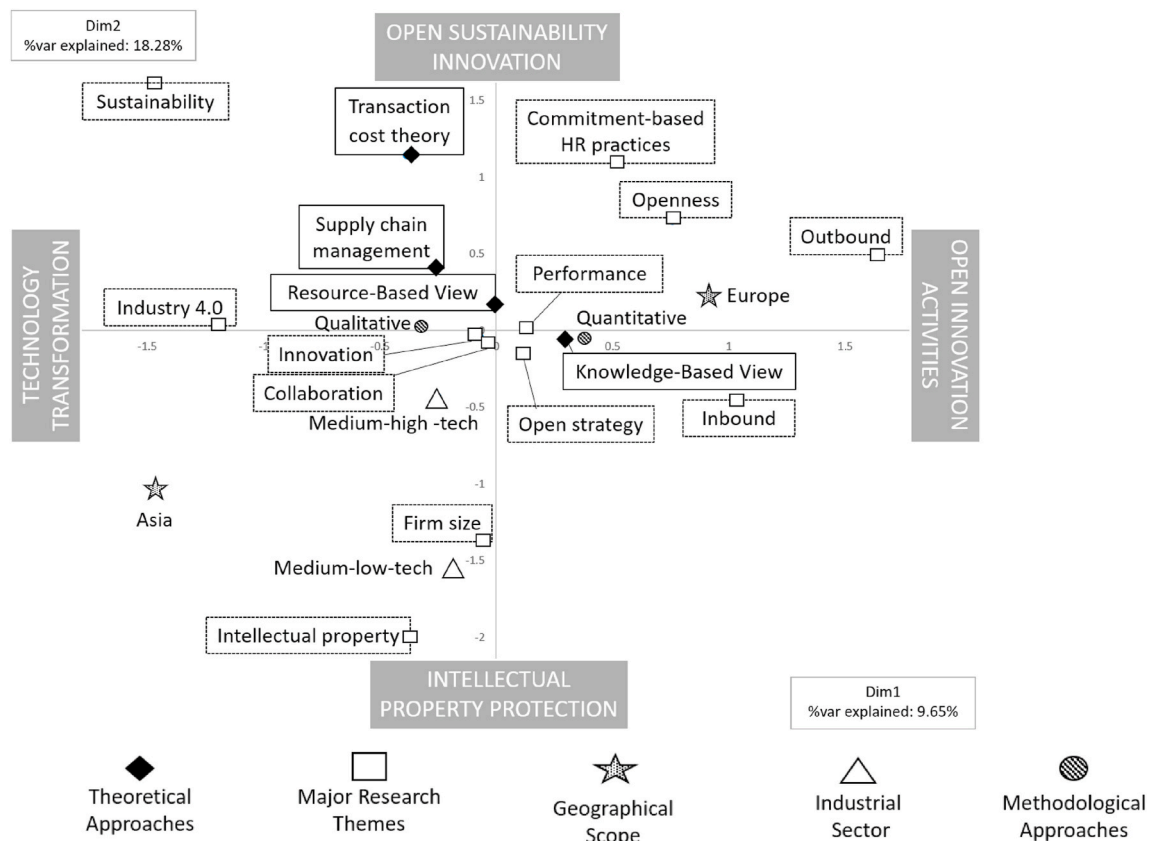 Dim2
%var explained: 18.28%
OPEN SUSTAINABILITY
INNOVATION
Sustainability
1.5
Transaction
cost theory
Commitment-based
HR practices
1
Openness
Supply chain
management
0.5
Outbound
TECHNOLOGY
TRANSFORMATION
OPEN INNOVATION
ACTIVITIES
Resource-Based View
Performance
Europe
Industry 4.0
Qualitative
Quantitative
-1.5
-1
-0.5
0
0.5
1
1.5
Innovation
Collaboration
Knowledge-Based View
Medium-high -tech
-0.5
Open strategy
Inbound
-1
Asia
Firm size
-1.5
Medium-low-tech
Intellectual property
-2
INTELLECTUAL
PROPERTY PROTECTION
Dim1
%var explained: 9.65%
Theoretical
Approaches
Major Research
Themes
Geographical
Scope
Industrial
Sector
Methodological
Approaches